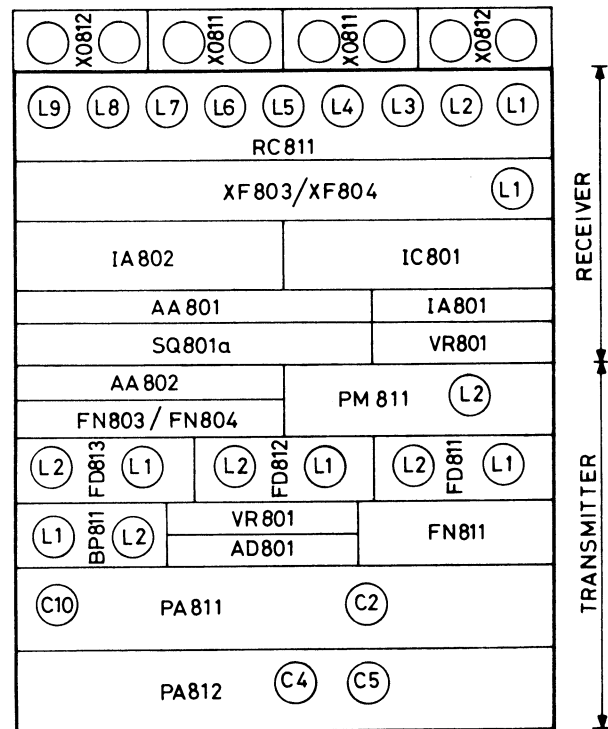 XO812 XO811 XO811 XO812
L9 L8 L7 L6 L5 L4 L3 L2 L1
RC811
XF803/XF804 L1
IA802 IC801
AA801 IA801
SQ801a VR801
RECEIVER
AA802
PM 811 L2
FN803 / FN804
L2 FD813 L1 L2 FD812 L1 L2 FD811 L1
L1 BP811 L2
VR801
FN811
AD801
C10 PA811 C2
PA812 C4 C5
TRANSMITTER